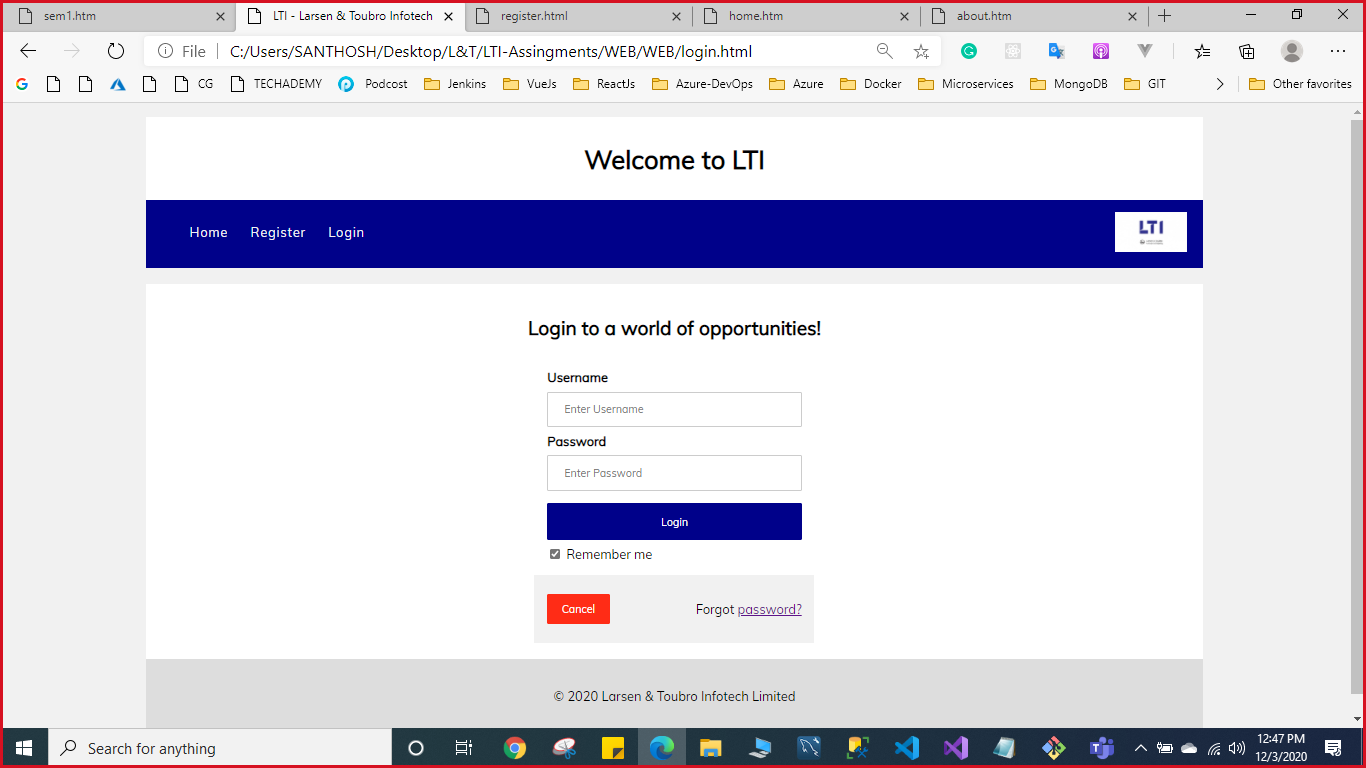 sem1.htm
LTI - Larsen & Toubro Infotech
register.html
home.htm
about.htm
File
C:/Users/SANTHOSH/Desktop/L&T/LTI-Assingments/WEB/WEB/login.html
CG
TECHADEMY
Podcost
Jenkins
VueJs
ReactJs
Azure-DevOps
Azure
Docker
Microservices
MongoDB
GIT
Other favorites
Welcome to LTI
Home Register Login
LTI
Login to a world of opportunities!
Username
Enter Username
Password
Enter Password
Login
Remember me
Cancel
Forgot password?
© 2020 Larsen & Toubro Infotech Limited
Search for anything
12:47 PM
12/3/2020